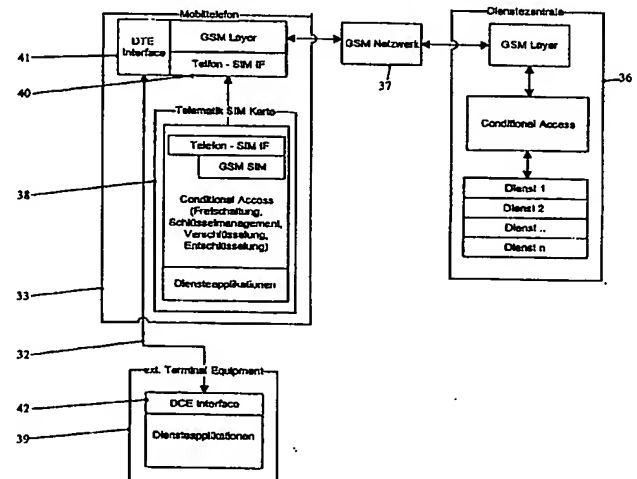 Mobiltelefon
41
DTE
Interface
GSM Layer
Telfon - SIM IF
40
GSM Netzwerk
37
Dienstezentrale
GSM Layer
36
Conditional Access
Dienst 1
Dienst 2
Dienst ..
Dienst n
Telematik SIM Karte
Telefon - SIM IF
GSM SIM
38
Conditional Access
(Freischaltung,
Schlüsselmanagement,
Verschlüsselung,
Entschlüsselung)
Diensteapplikationen
33
32
ext. Terminal Equipment
42
DCE Interface
39
Diensteapplikationen